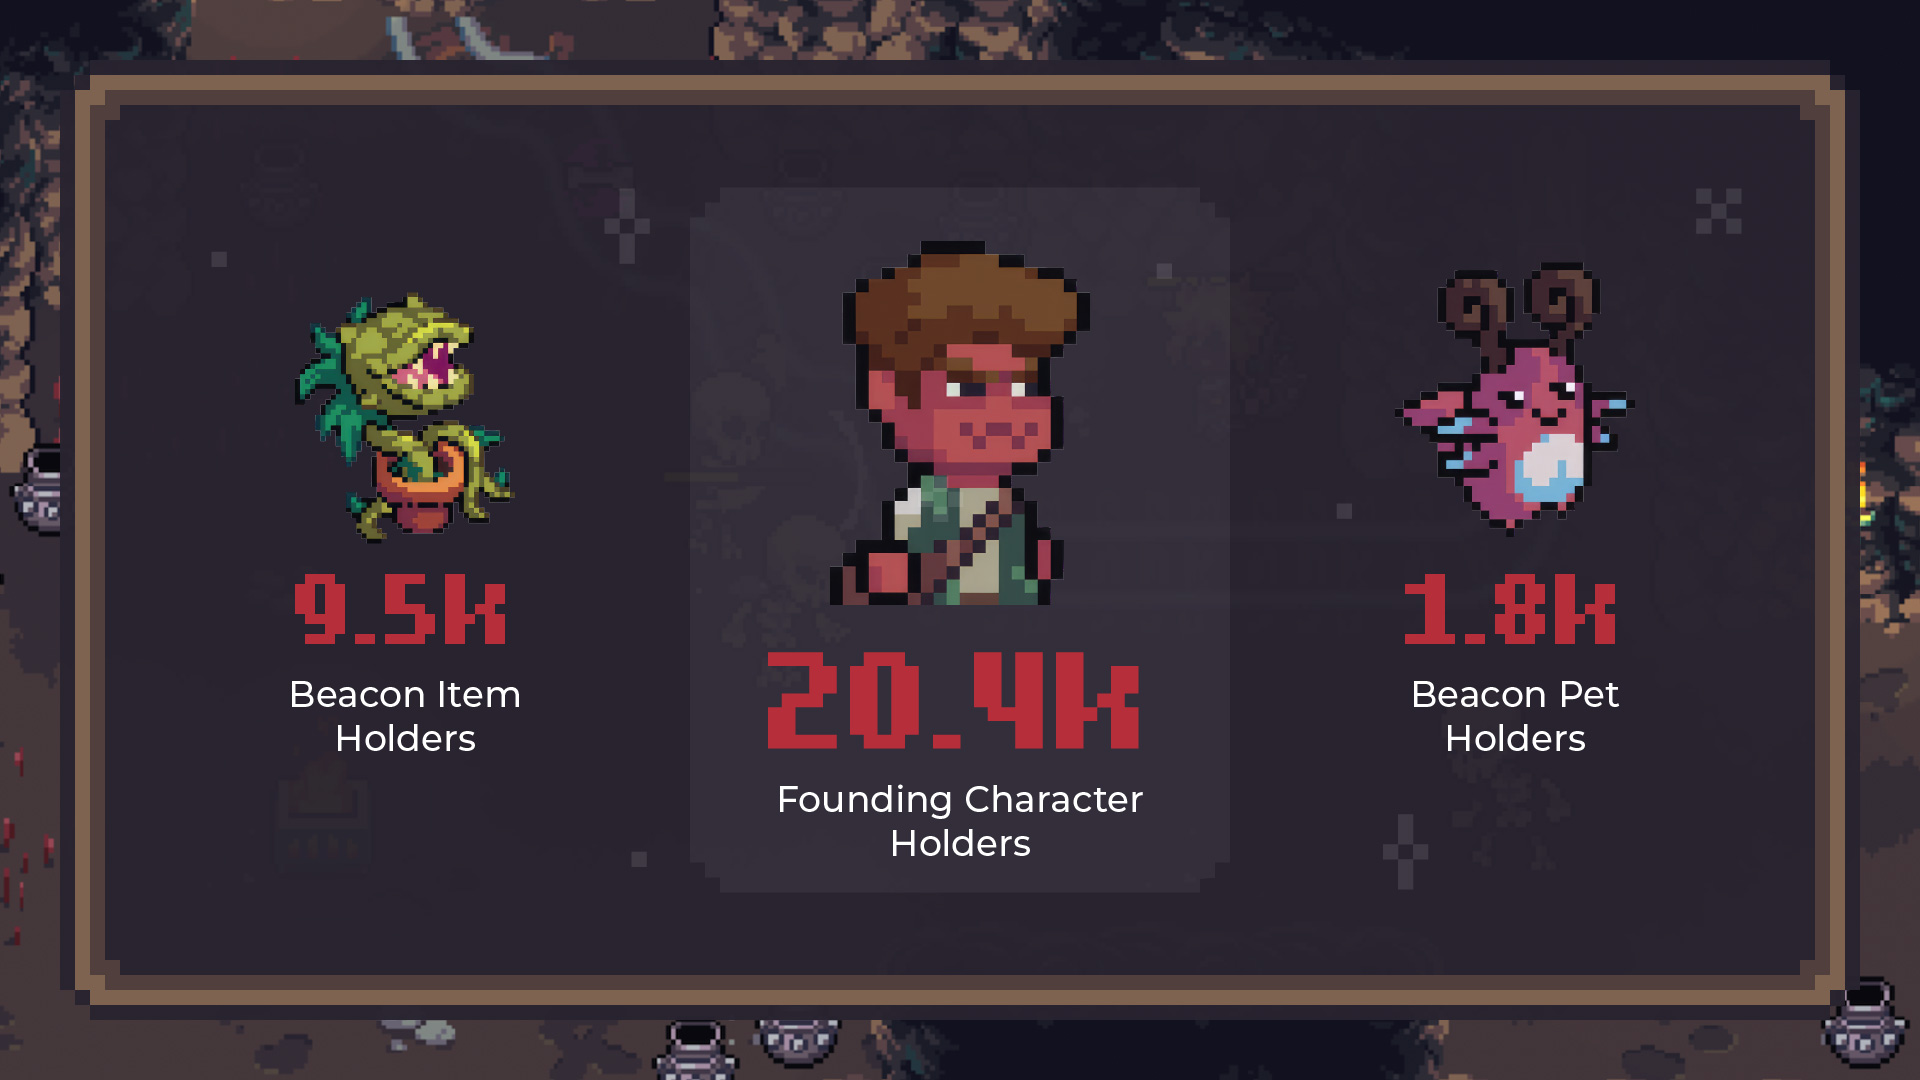 9.5k
Beacon Item
Holders
20.4k
Founding Character
Holders
1.8k
Beacon Pet
Holders